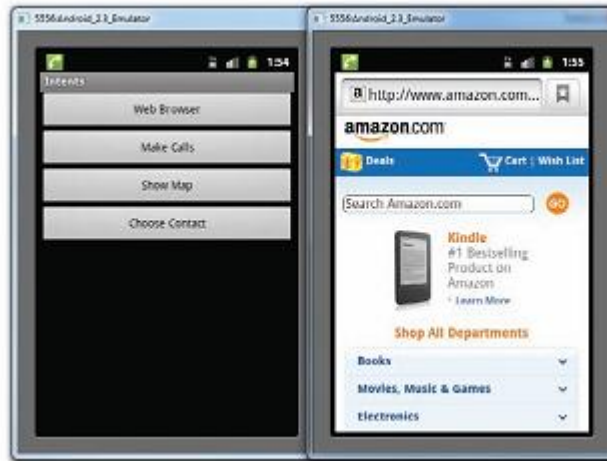 5556:Android_2.3_Emulator
1:54
Intents
Web Browser
Make Calls
Show Map
Choose Contact
5556:Android_2.3_Emulator
1:55
a http://www.amazon.com...
amazon.com
Deals
Cart | Wish List
Search Amazon.com
GO
Kindle
#1 Bestselling
Product on
Amazon
› Learn More
Shop All Departments
Books
Movies, Music & Games
Electronics